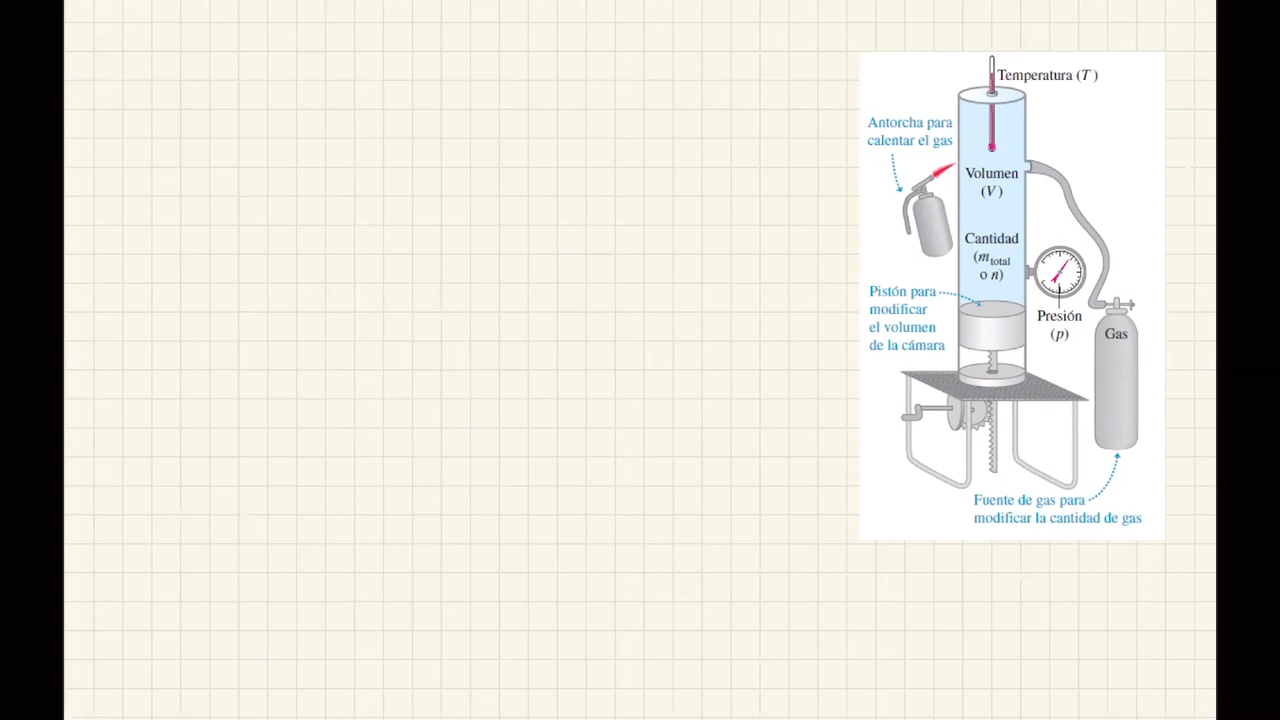 Temperatura (T)
Antorcha para
calentar el gas
Volumen
(V)
Cantidad
(m total
o n)
Pistón para
modificar
el volumen
de la cámara
Presión
(p)
Gas
Fuente de gas para
modificar la cantidad de gas